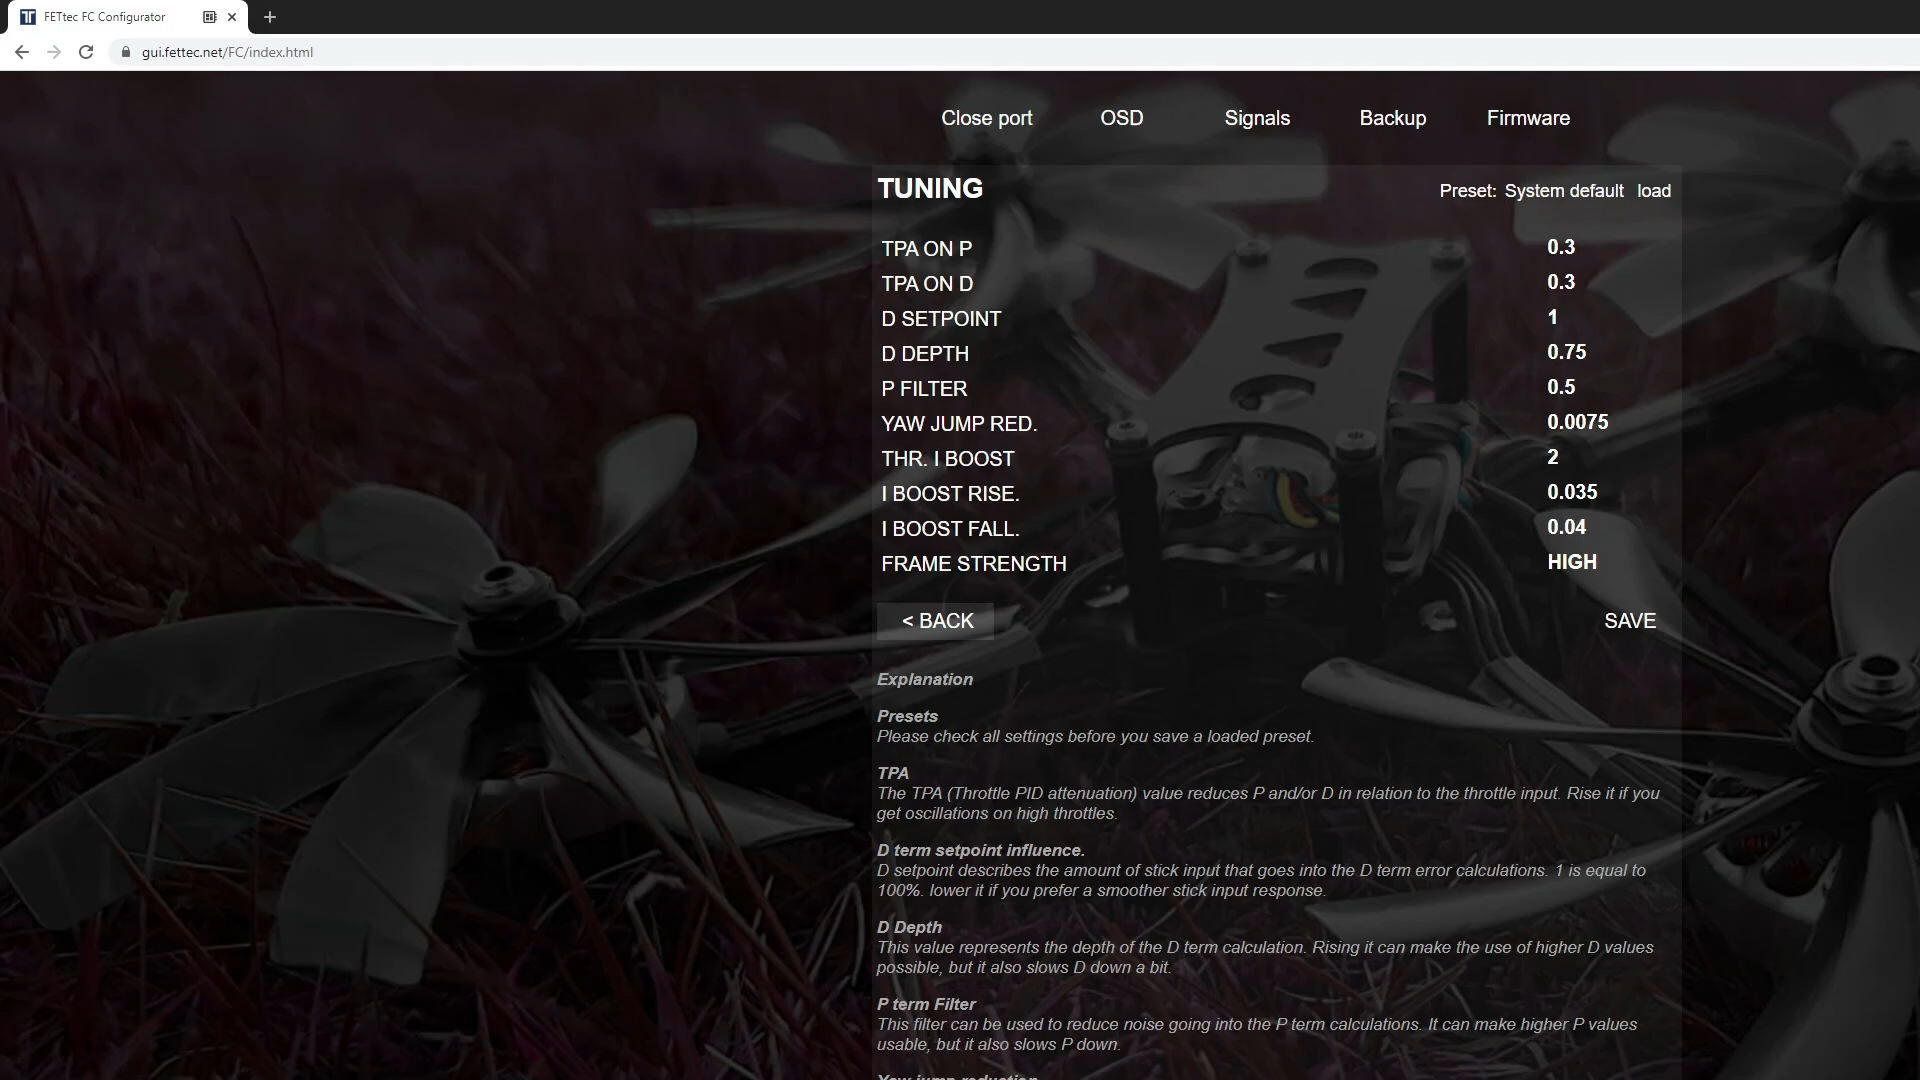 FETtec FC Configurator
gui.fettec.net/FC/index.html
Close port OSD Signals Backup Firmware
TUNING Preset: System default load
TPA ON P 0.3
TPA ON D 0.3
D SETPOINT 1
D DEPTH 0.75
P FILTER 0.5
YAW JUMP RED. 0.0075
THR. I BOOST 2
I BOOST RISE. 0.035
I BOOST FALL. 0.04
FRAME STRENGTH HIGH
< BACK SAVE
Explanation
Presets
Please check all settings before you save a loaded preset.
TPA
The TPA (Throttle PID attenuation) value reduces P and/or D in relation to the throttle input. Rise it if you
get oscillations on high throttles.
D term setpoint influence.
D setpoint describes the amount of stick input that goes into the D term error calculations. 1 is equal to
100%. lower it if you prefer a smoother stick input response.
D Depth
This value represents the depth of the D term calculation. Rising it can make the use of higher D values
possible, but it also slows D down a bit.
P term Filter
This filter can be used to reduce noise going into the P term calculations. It can make higher P values
usable, but it also slows P down.
Yaw jump reduction